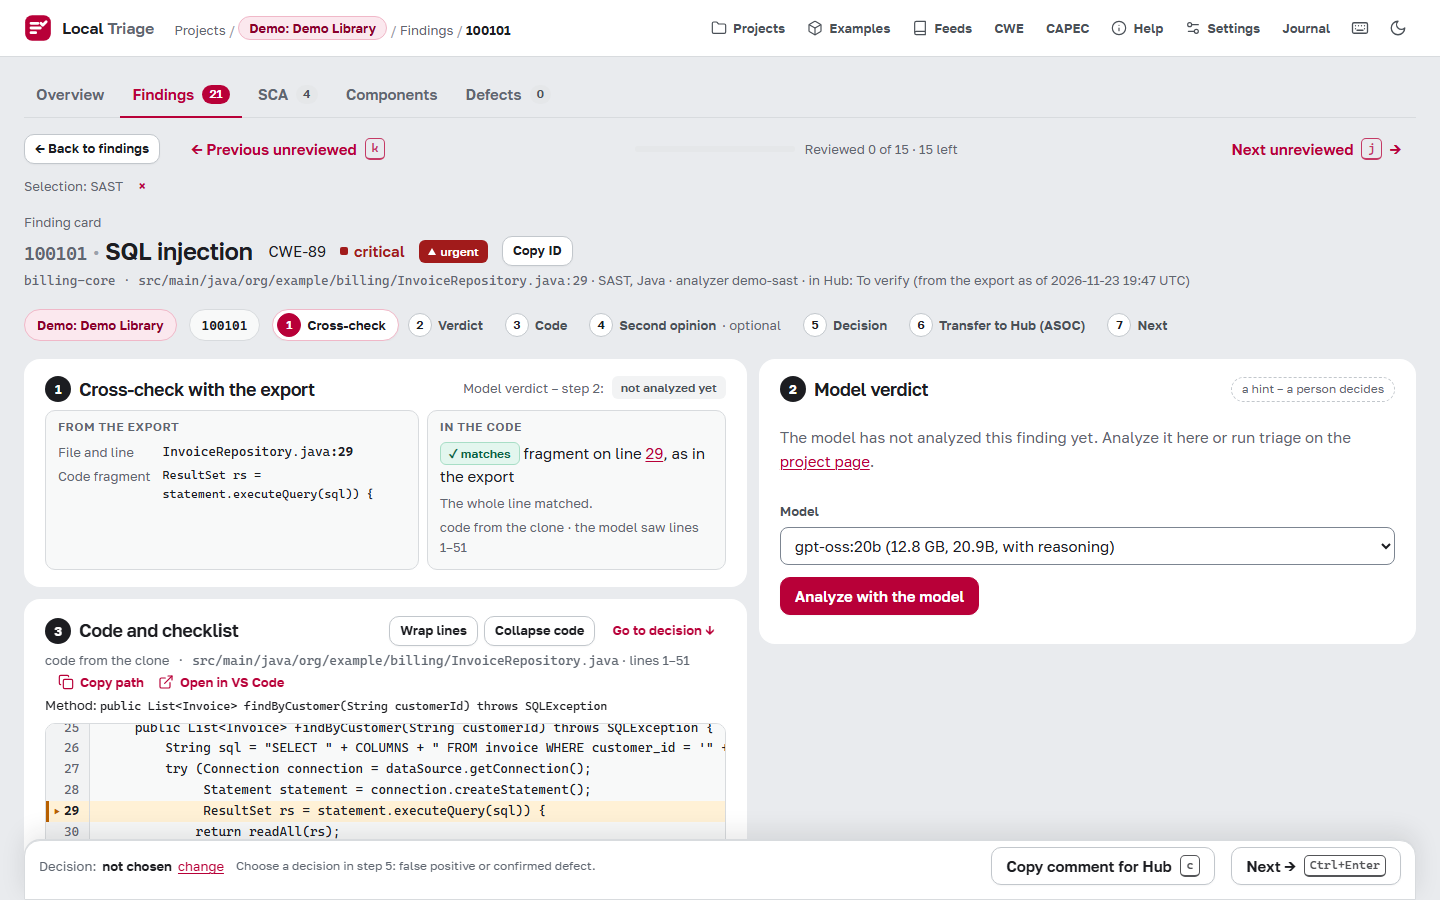 Local Triage Projects / Demo: Demo Library / Findings / 100101 Projects Examples Feeds CWE CAPEC Help Settings Journal
Overview Findings 21 SCA 4 Components Defects 0
← Back to findings ← Previous unreviewed k Reviewed 0 of 15 · 15 left Next unreviewed j →
Selection: SAST ×
Finding card
100101 · SQL injection CWE-89 critical ▲ urgent Copy ID
billing-core · src/main/java/org/example/billing/InvoiceRepository.java:29 · SAST, Java · analyzer demo-sast · in Hub: To verify (from the export as of 2026-11-23 19:47 UTC)
Demo: Demo Library 100101 1 Cross-check 2 Verdict 3 Code 4 Second opinion · optional 5 Decision 6 Transfer to Hub (ASOC) 7 Next
1 Cross-check with the export Model verdict – step 2: not analyzed yet
FROM THE EXPORT
File and line InvoiceRepository.java:29
Code fragment ResultSet rs =
statement.executeQuery(sql)) {
IN THE CODE
✓ matches fragment on line 29, as in
the export
The whole line matched.
code from the clone · the model saw lines
1–51
2 Model verdict a hint – a person decides
The model has not analyzed this finding yet. Analyze it here or run triage on the
project page.
Model
gpt-oss:20b (12.8 GB, 20.9B, with reasoning)
Analyze with the model
3 Code and checklist Wrap lines Collapse code Go to decision ↓
code from the clone · src/main/java/org/example/billing/InvoiceRepository.java · lines 1–51
Copy path Open in VS Code
Method: public List<Invoice> findByCustomer(String customerId) throws SQLException
25 public List<Invoice> findByCustomer(String customerId) throws SQLException {
26 String sql = "SELECT " + COLUMNS + " FROM invoice WHERE customer_id = '" +
27 try (Connection connection = dataSource.getConnection();
28 Statement statement = connection.createStatement();
▸ 29 ResultSet rs = statement.executeQuery(sql)) {
30 return readAll(rs);
Decision: not chosen change Choose a decision in step 5: false positive or confirmed defect. Copy comment for Hub c Next → Ctrl+Enter